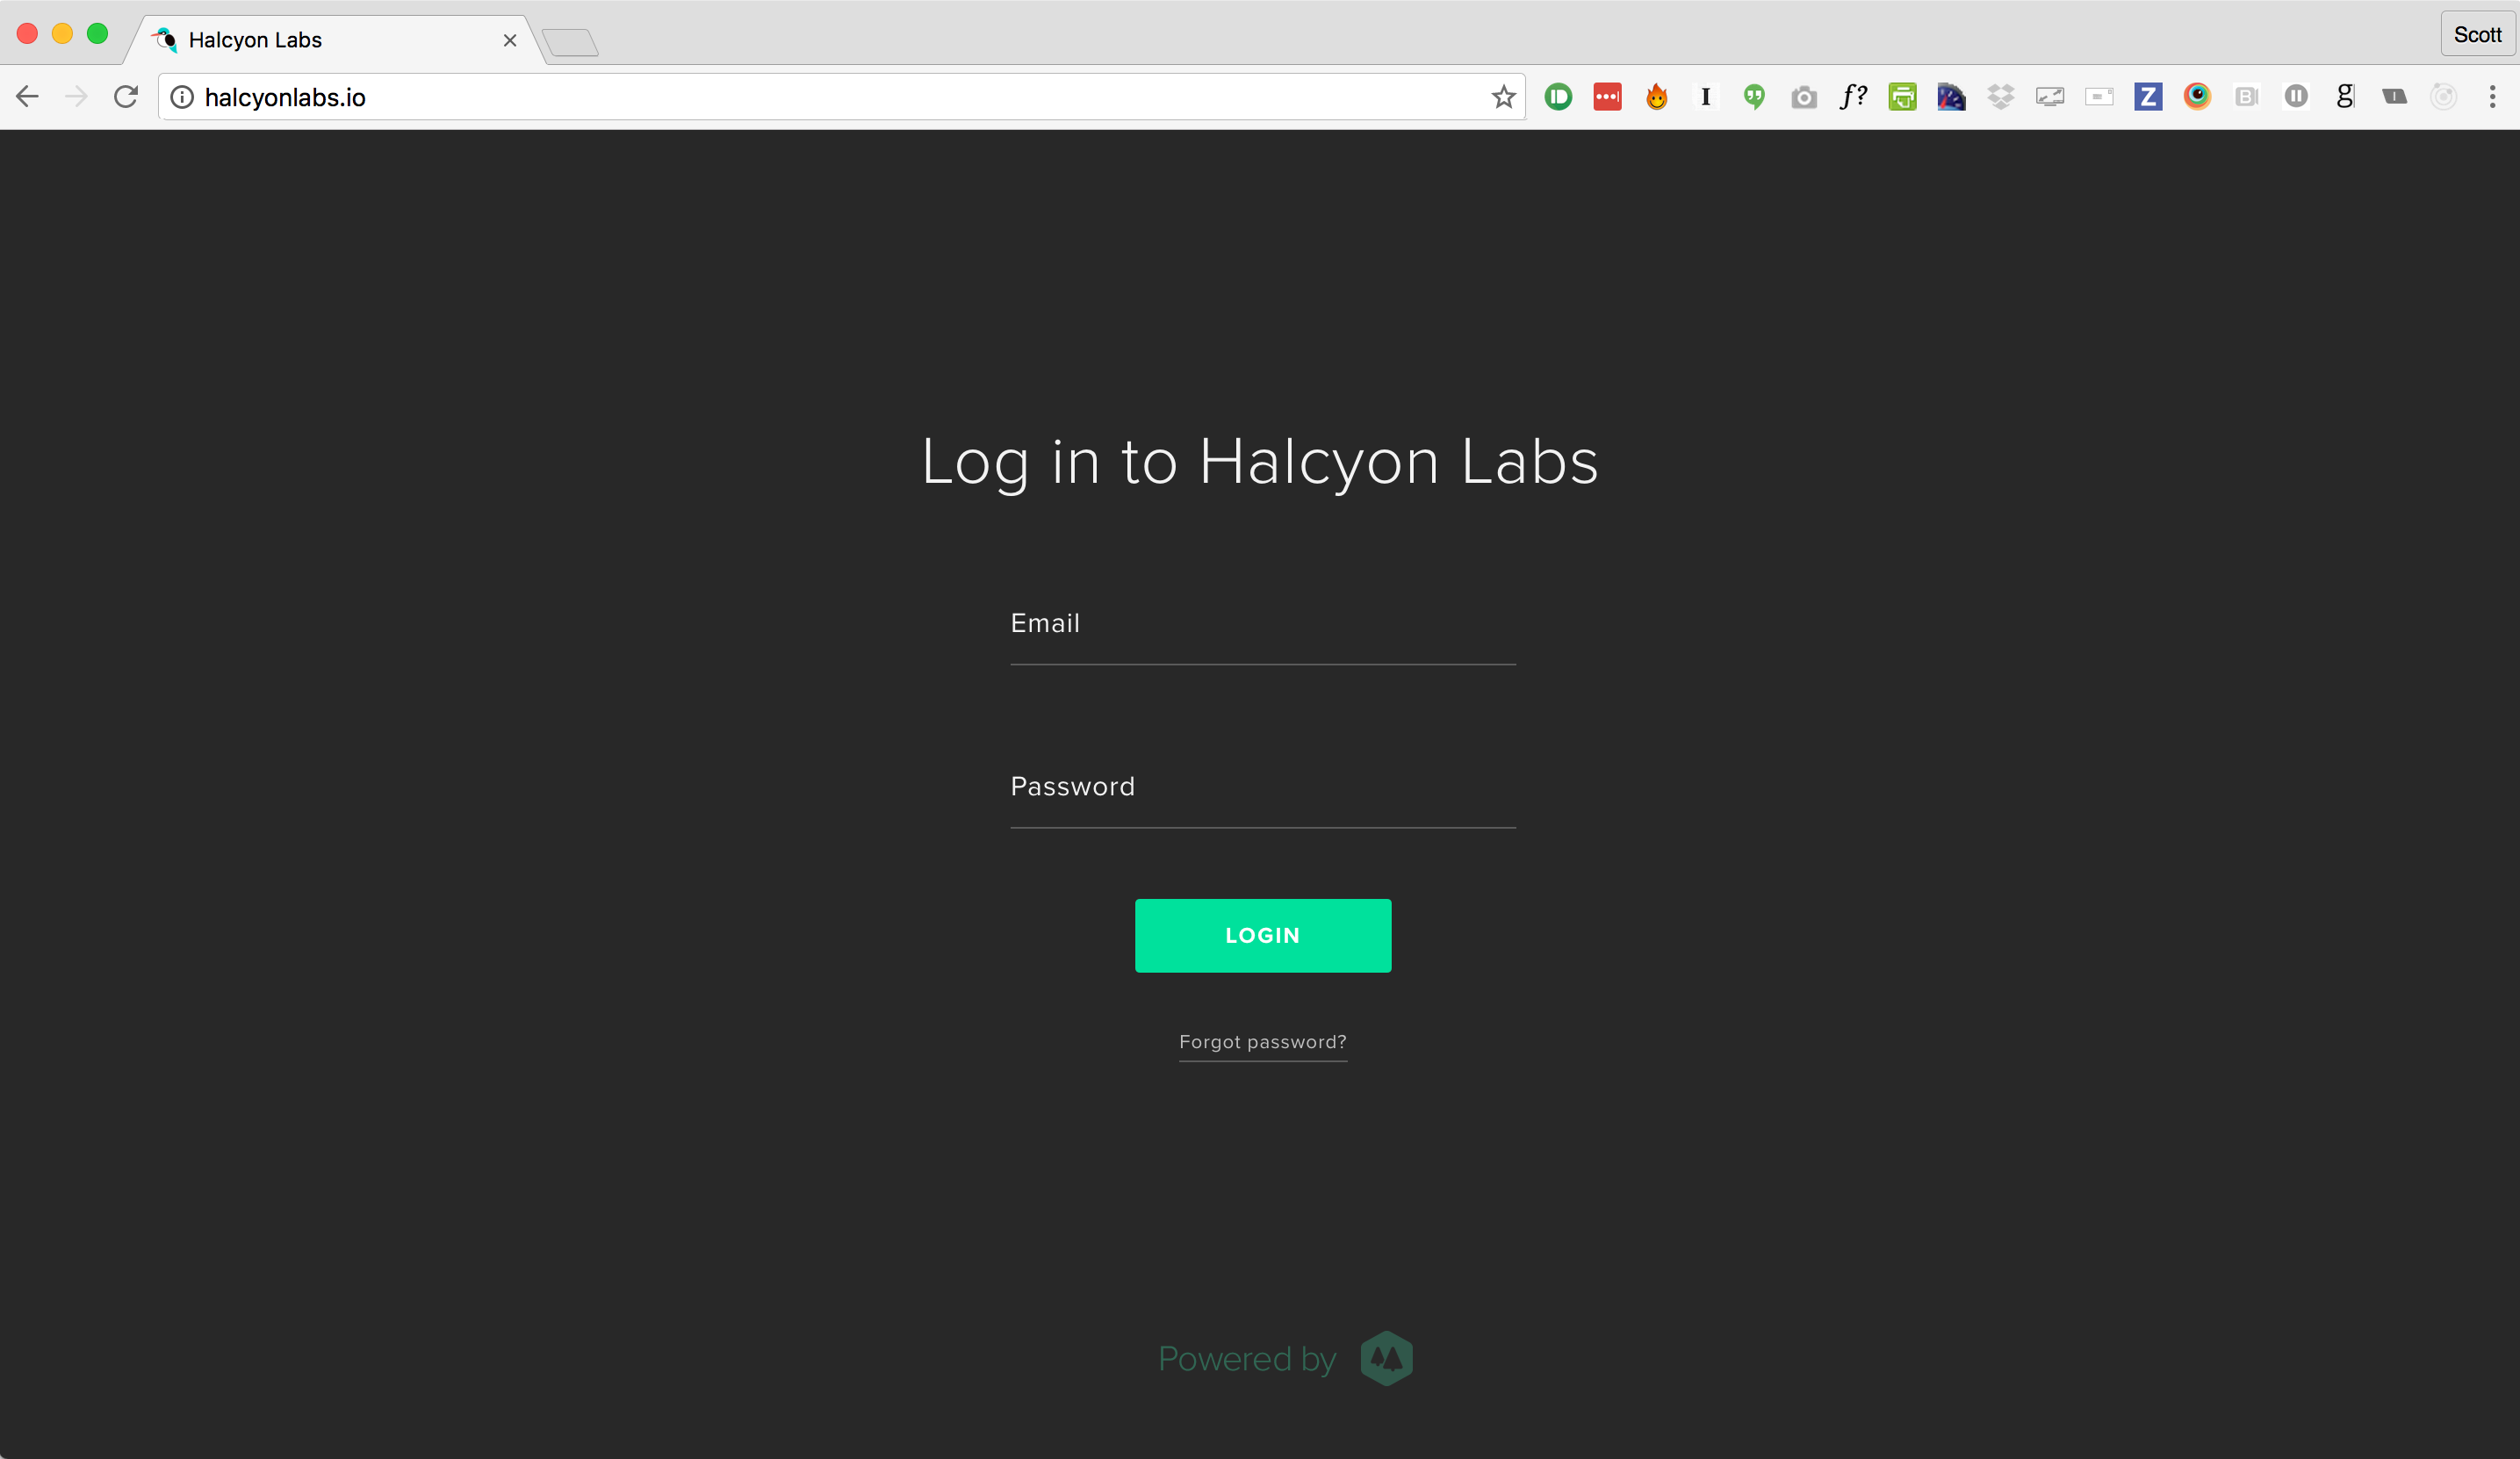 Halcyon Labs
Scott
halcyonlabs.io
Log in to Halcyon Labs
Email
Password
LOGIN
Forgot password?
Powered by